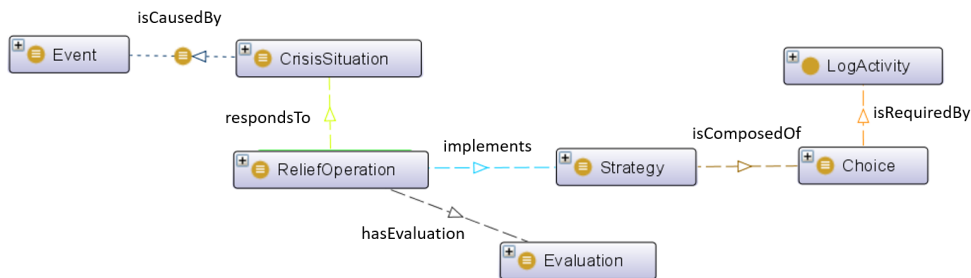 isCausedBy
Event
CrisisSituation
LogActivity
respondsTo
isRequiredBy
implements
isComposedOf
ReliefOperation
Strategy
Choice
hasEvaluation
Evaluation